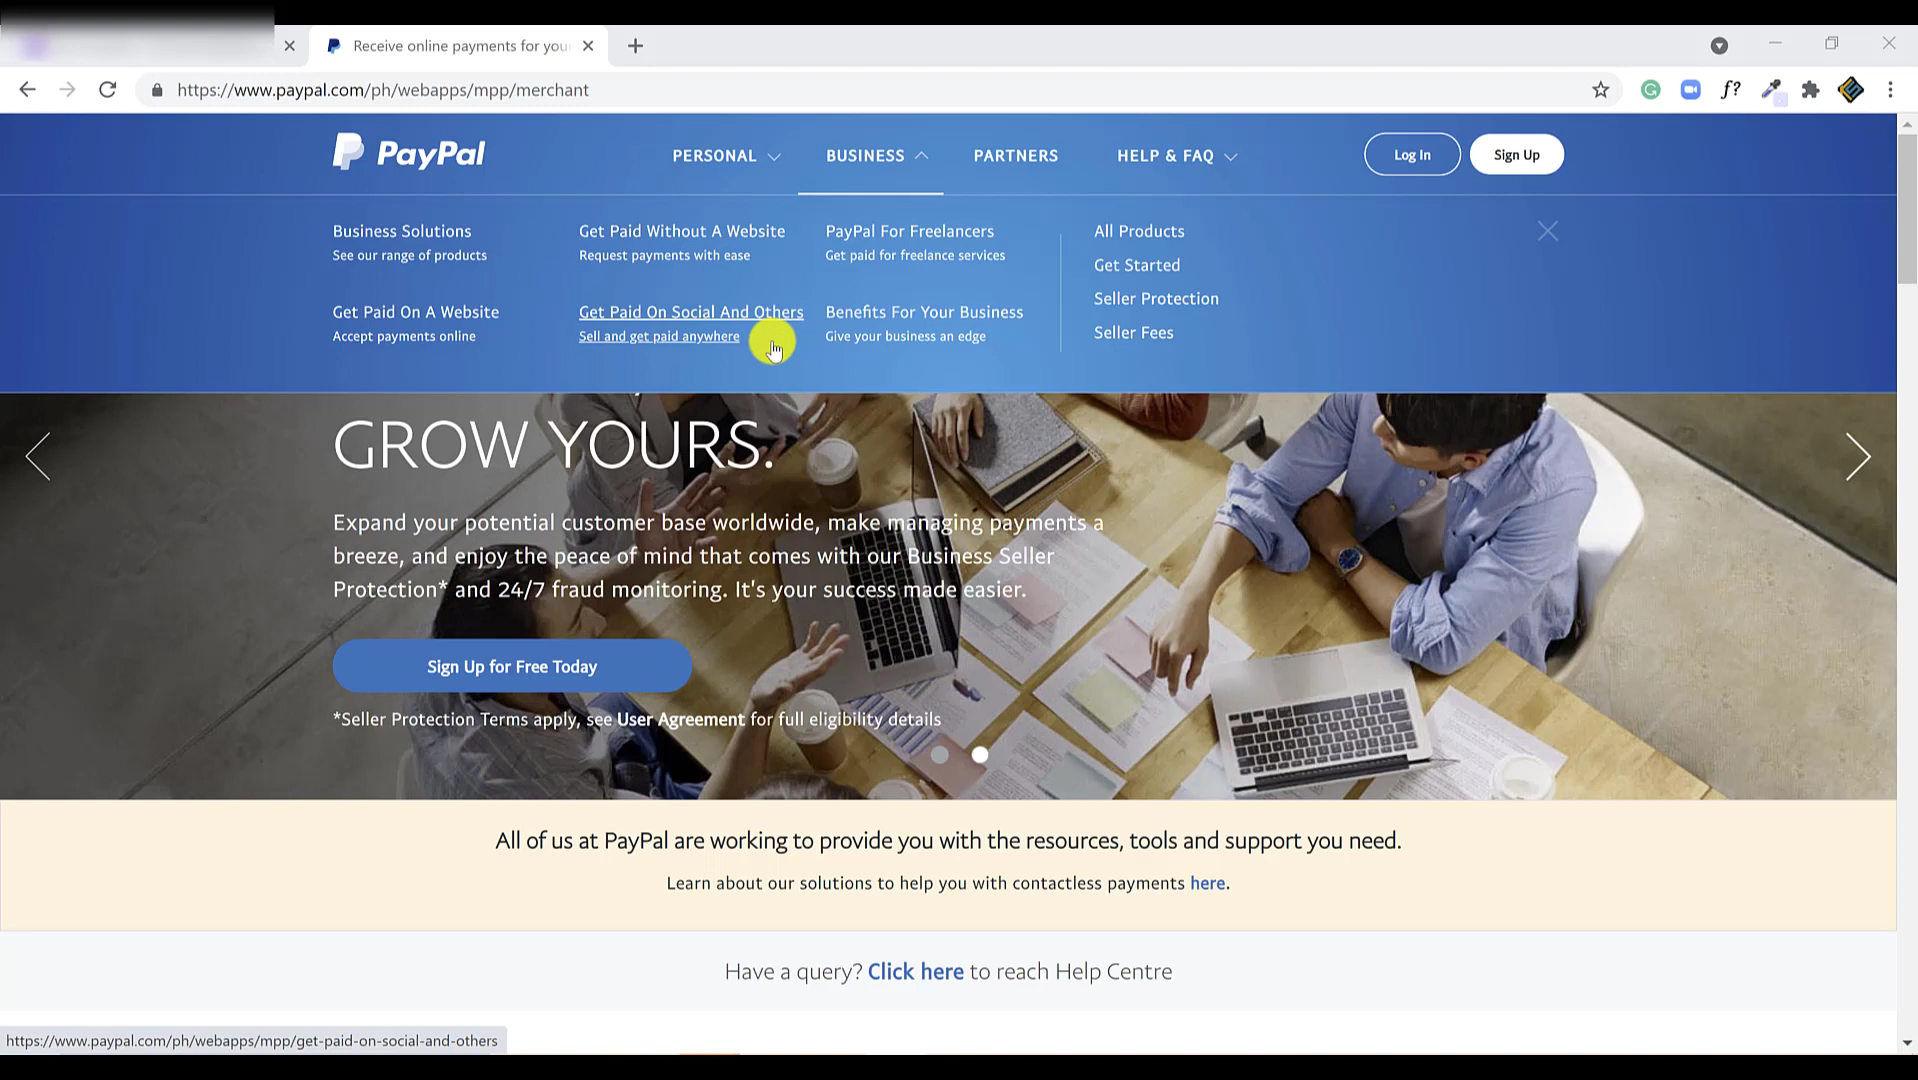 Receive online payments for you
https://www.paypal.com/ph/webapps/mpp/merchant
f?
PayPal
PERSONAL
BUSINESS
PARTNERS
HELP & FAQ
Log In
Sign Up
Business Solutions
See our range of products
Get Paid Without A Website
Request payments with ease
PayPal For Freelancers
Get paid for freelance services
All Products
Get Started
Seller Protection
Seller Fees
Get Paid On A Website
Accept payments online
Get Paid On Social And Others
Sell and get paid anywhere
Benefits For Your Business
Give your business an edge
GROW YOURS.
Expand your potential customer base worldwide, make managing payments a
breeze, and enjoy the peace of mind that comes with our Business Seller
Protection* and 24/7 fraud monitoring. It's your success made easier.
Sign Up for Free Today
*Seller Protection Terms apply, see User Agreement for full eligibility details
All of us at PayPal are working to provide you with the resources, tools and support you need.
Learn about our solutions to help you with contactless payments here.
Have a query? Click here to reach Help Centre
https://www.paypal.com/ph/webapps/mpp/get-paid-on-social-and-others